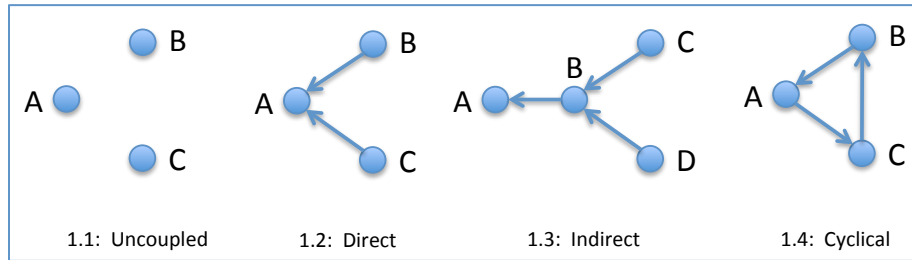 A
B
C
1.1: Uncoupled
A
B
C
1.2: Direct
A
B
C
D
1.3: Indirect
A
B
C
1.4: Cyclical